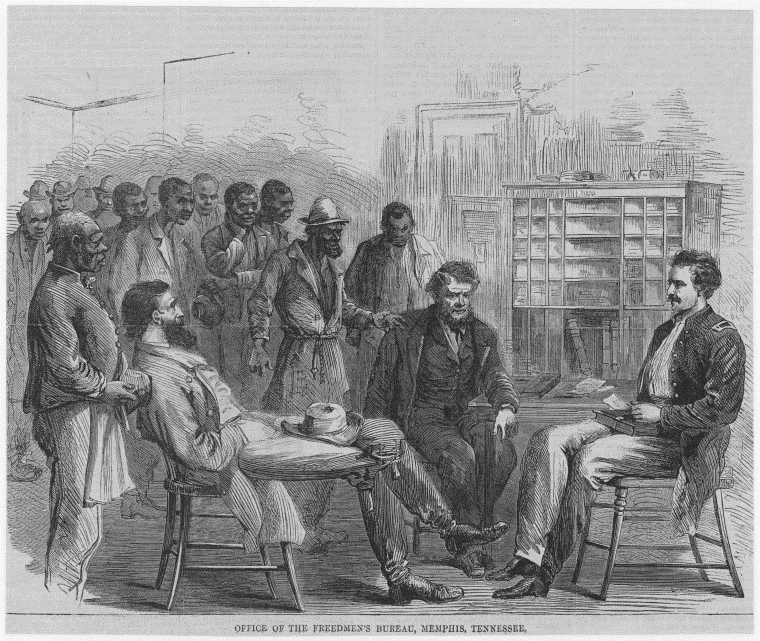 OFFICE OF THE FREEDMEN'S BUREAU, MEMPHIS, TENNESSEE.